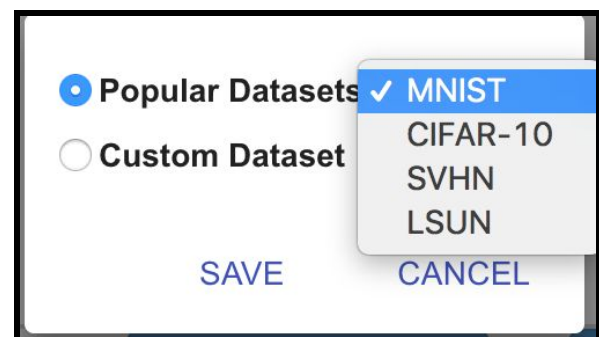 Popular Datasets ✓ MNIST
CIFAR-10
Custom Dataset
SVHN
LSUN
SAVE CANCEL